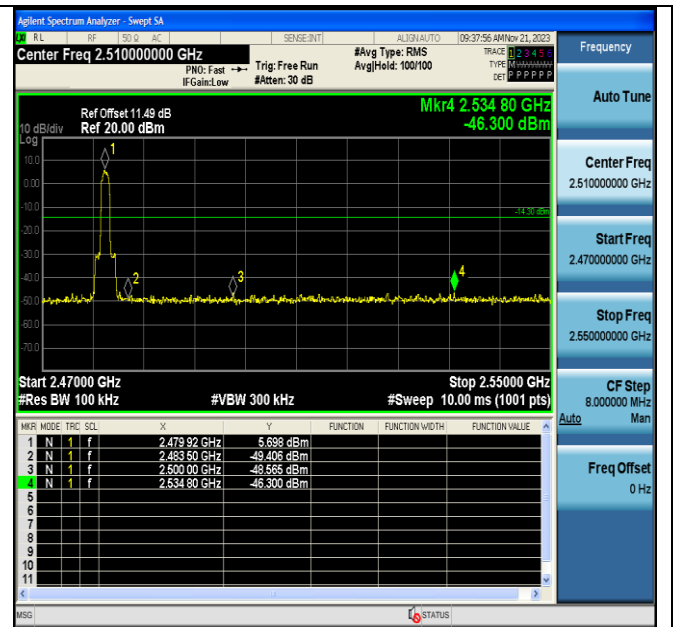 Agilent Spectrum Analyzer - Swept SA
RL RF 50 Ω AC SENSE:INT ALIGN AUTO 09:37:56 AM Nov 21, 2023
Center Freq 2.510000000 GHz
PNO: Fast
IFGain:Low
Trig: Free Run
#Atten: 30 dB
#Avg Type: RMS
Avg|Hold: 100/100
TRACE 1 2 3 4 5 6
TYPE M
DET P P P P P P
Ref Offset 11.49 dB
10 dB/div Ref 20.00 dBm
Log
Mkr4 2.534 80 GHz
-46.300 dBm
10.0
0.00
-10.0
-20.0
-30.0
-40.0
-50.0
-60.0
-70.0
1
2
3
4
-14.30 dBm
Start 2.47000 GHz Stop 2.55000 GHz
#Res BW 100 kHz #VBW 300 kHz #Sweep 10.00 ms (1001 pts)
MKR MODE TRC SCL X Y FUNCTION FUNCTION WIDTH FUNCTION VALUE
1 N 1 f 2.479 92 GHz 5.698 dBm
2 N 1 f 2.483 50 GHz -49.406 dBm
3 N 1 f 2.500 00 GHz -48.565 dBm
4 N 1 f 2.534 80 GHz -46.300 dBm
5
6
7
8
9
10
11
MSG STATUS
Frequency
Auto Tune
Center Freq
2.510000000 GHz
Start Freq
2.470000000 GHz
Stop Freq
2.550000000 GHz
CF Step
8.000000 MHz
Auto Man
Freq Offset
0 Hz